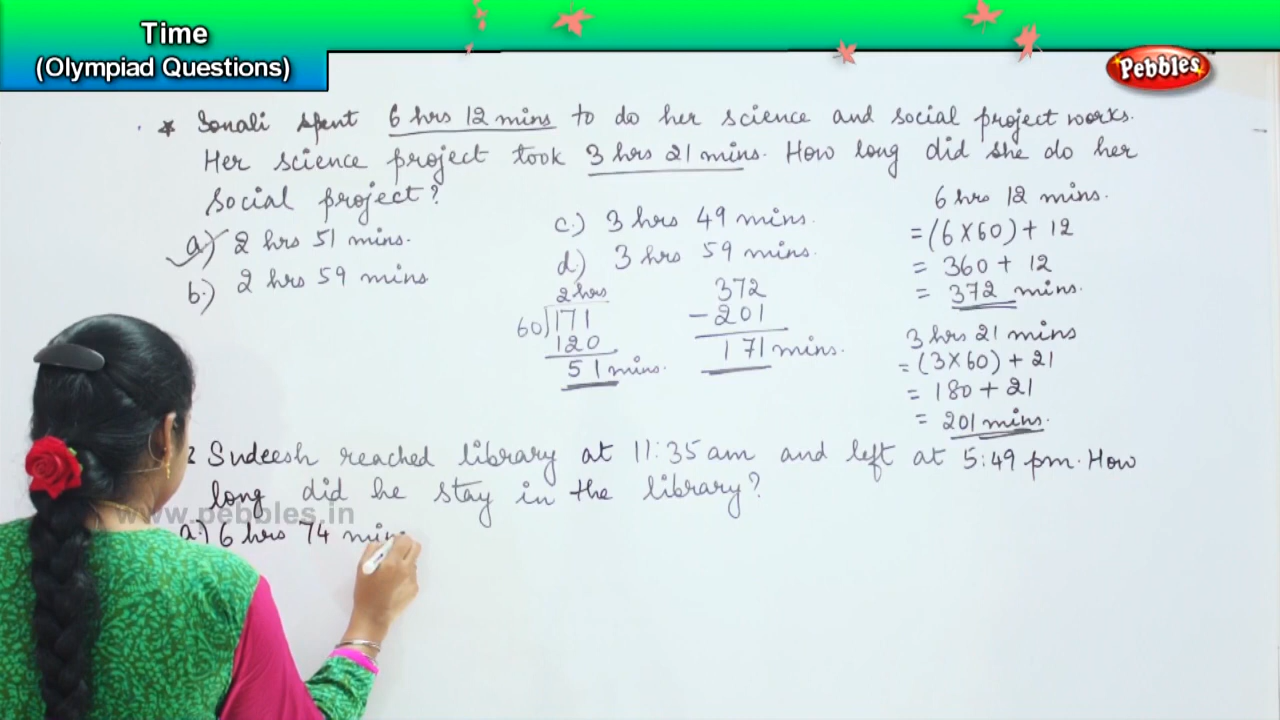 Time
(Olympiad Questions)
Pebbles
* Sonali spent 6 hrs 12 mins to do her science and social project works.
Her science project took 3 hrs 21 mins. How long did she do her
social project?
a.) 2 hrs 51 mins.
b.) 2 hrs 59 mins
c.) 3 hrs 49 mins.
d.) 3 hrs 59 mins.
2 hrs
60)171
120
51 mins.
372
- 201
171 mins.
6 hrs 12 mins.
= (6 x 60) + 12
= 360 + 12
= 372 mins.
3 hrs 21 mins
= (3 x 60) + 21
= 180 + 21
= 201 mins.
Sudeesh reached library at 11:35 am and left at 5:49 pm. How
long did he stay in the library?
www.pebbles.in
a.) 6 hrs 74 min